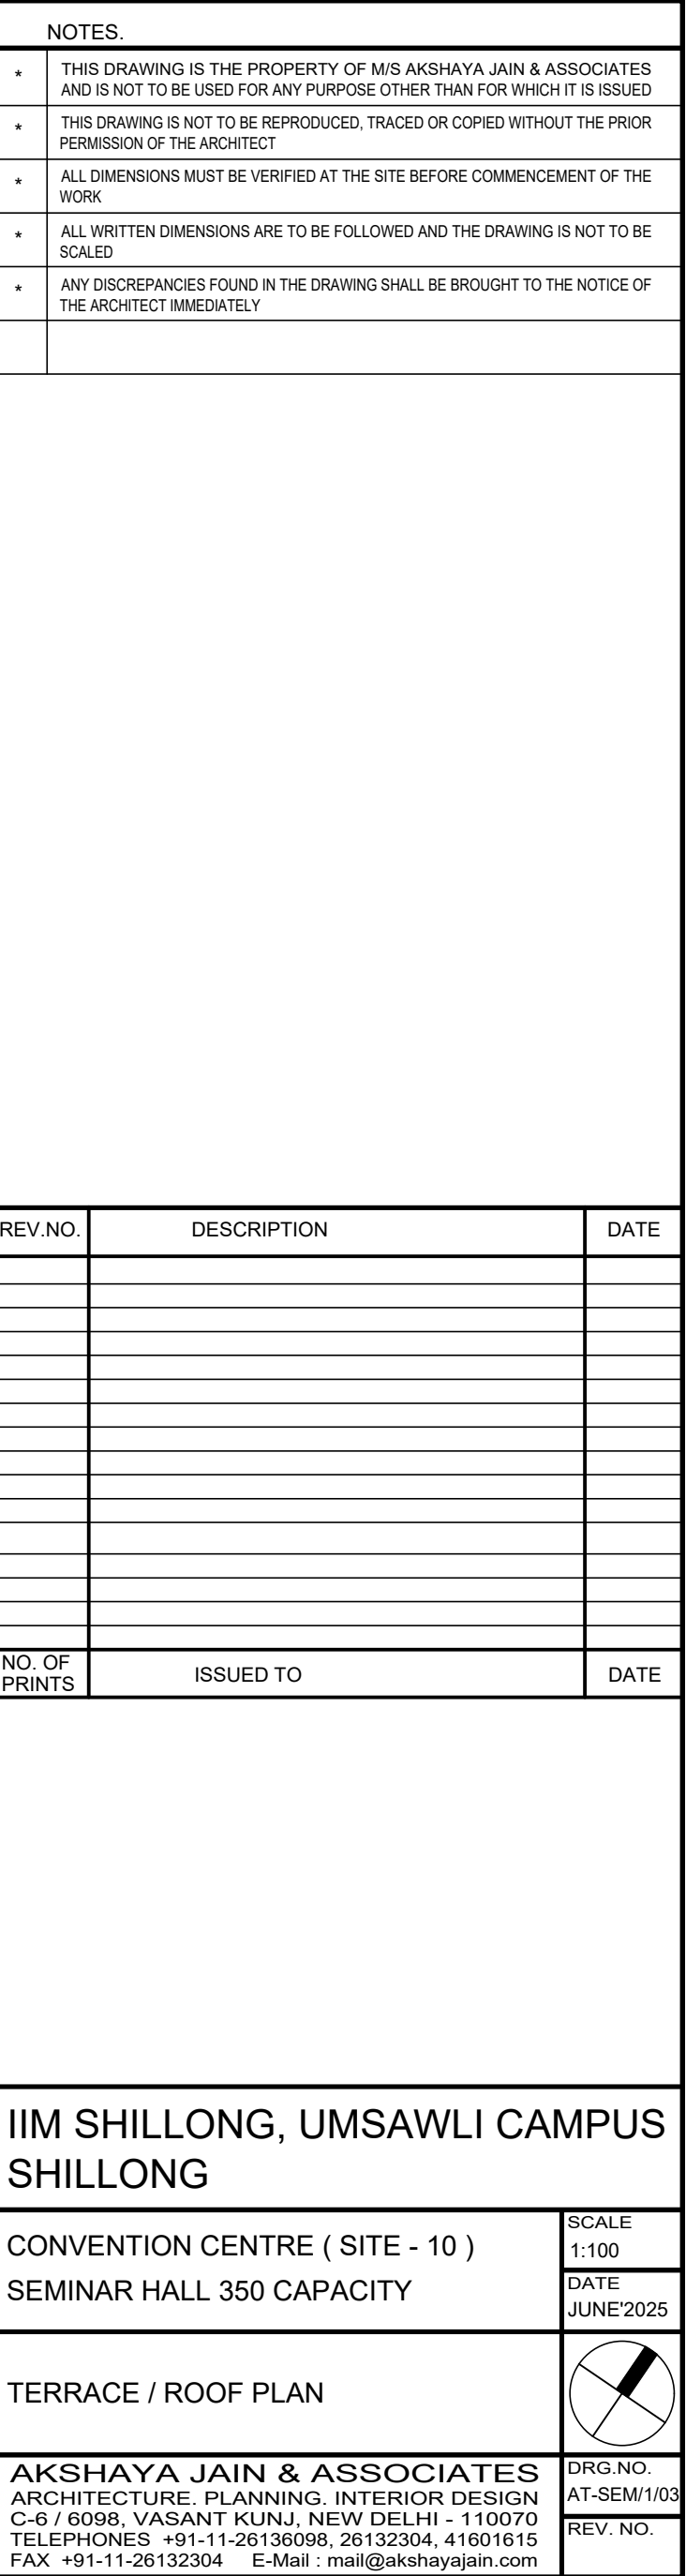 NOTES.
* THIS DRAWING IS THE PROPERTY OF M/S AKSHAYA JAIN & ASSOCIATES
AND IS NOT TO BE USED FOR ANY PURPOSE OTHER THAN FOR WHICH IT IS ISSUED
* THIS DRAWING IS NOT TO BE REPRODUCED, TRACED OR COPIED WITHOUT THE PRIOR
PERMISSION OF THE ARCHITECT
* ALL DIMENSIONS MUST BE VERIFIED AT THE SITE BEFORE COMMENCEMENT OF THE
WORK
* ALL WRITTEN DIMENSIONS ARE TO BE FOLLOWED AND THE DRAWING IS NOT TO BE
SCALED
* ANY DISCREPANCIES FOUND IN THE DRAWING SHALL BE BROUGHT TO THE NOTICE OF
THE ARCHITECT IMMEDIATELY
REV.NO. DESCRIPTION DATE
NO. OF
PRINTS ISSUED TO DATE
IIM SHILLONG, UMSAWLI CAMPUS
SHILLONG
CONVENTION CENTRE ( SITE - 10 )
SEMINAR HALL 350 CAPACITY
SCALE
1:100
DATE
JUNE'2025
TERRACE / ROOF PLAN
AKSHAYA JAIN & ASSOCIATES
ARCHITECTURE. PLANNING. INTERIOR DESIGN
C-6 / 6098, VASANT KUNJ, NEW DELHI - 110070
TELEPHONES +91-11-26136098, 26132304, 41601615
FAX +91-11-26132304 E-Mail : mail@akshayajain.com
DRG.NO.
AT-SEM/1/03
REV. NO.